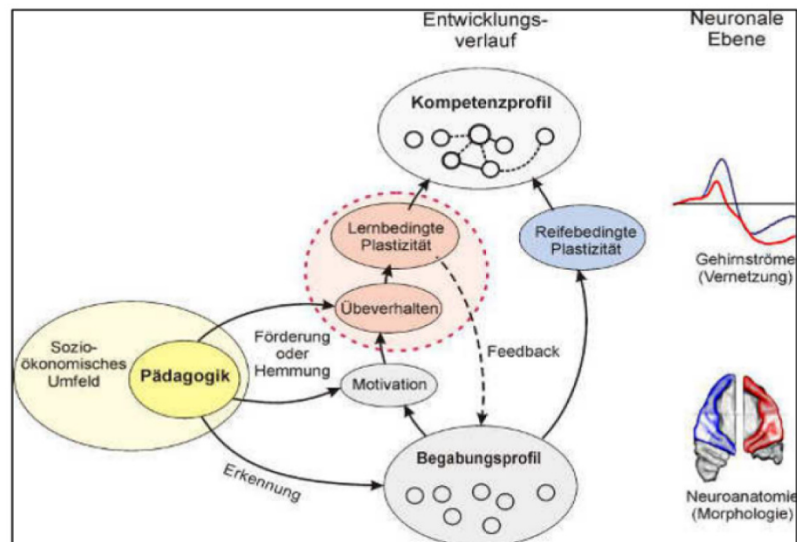 Entwicklungs-
verlauf
Neuronale
Ebene
Kompetenzprofil
Lernbedingte
Plastizität
Reifebedingte
Plastizität
Gehirnströme
(Vernetzung)
Übeverhalten
Sozio-
ökonomisches
Umfeld
Pädagogik
Förderung
oder
Hemmung
Feedback
Motivation
Erkennung
Begabungsprofil
Neuroanatomie
(Morphologie)